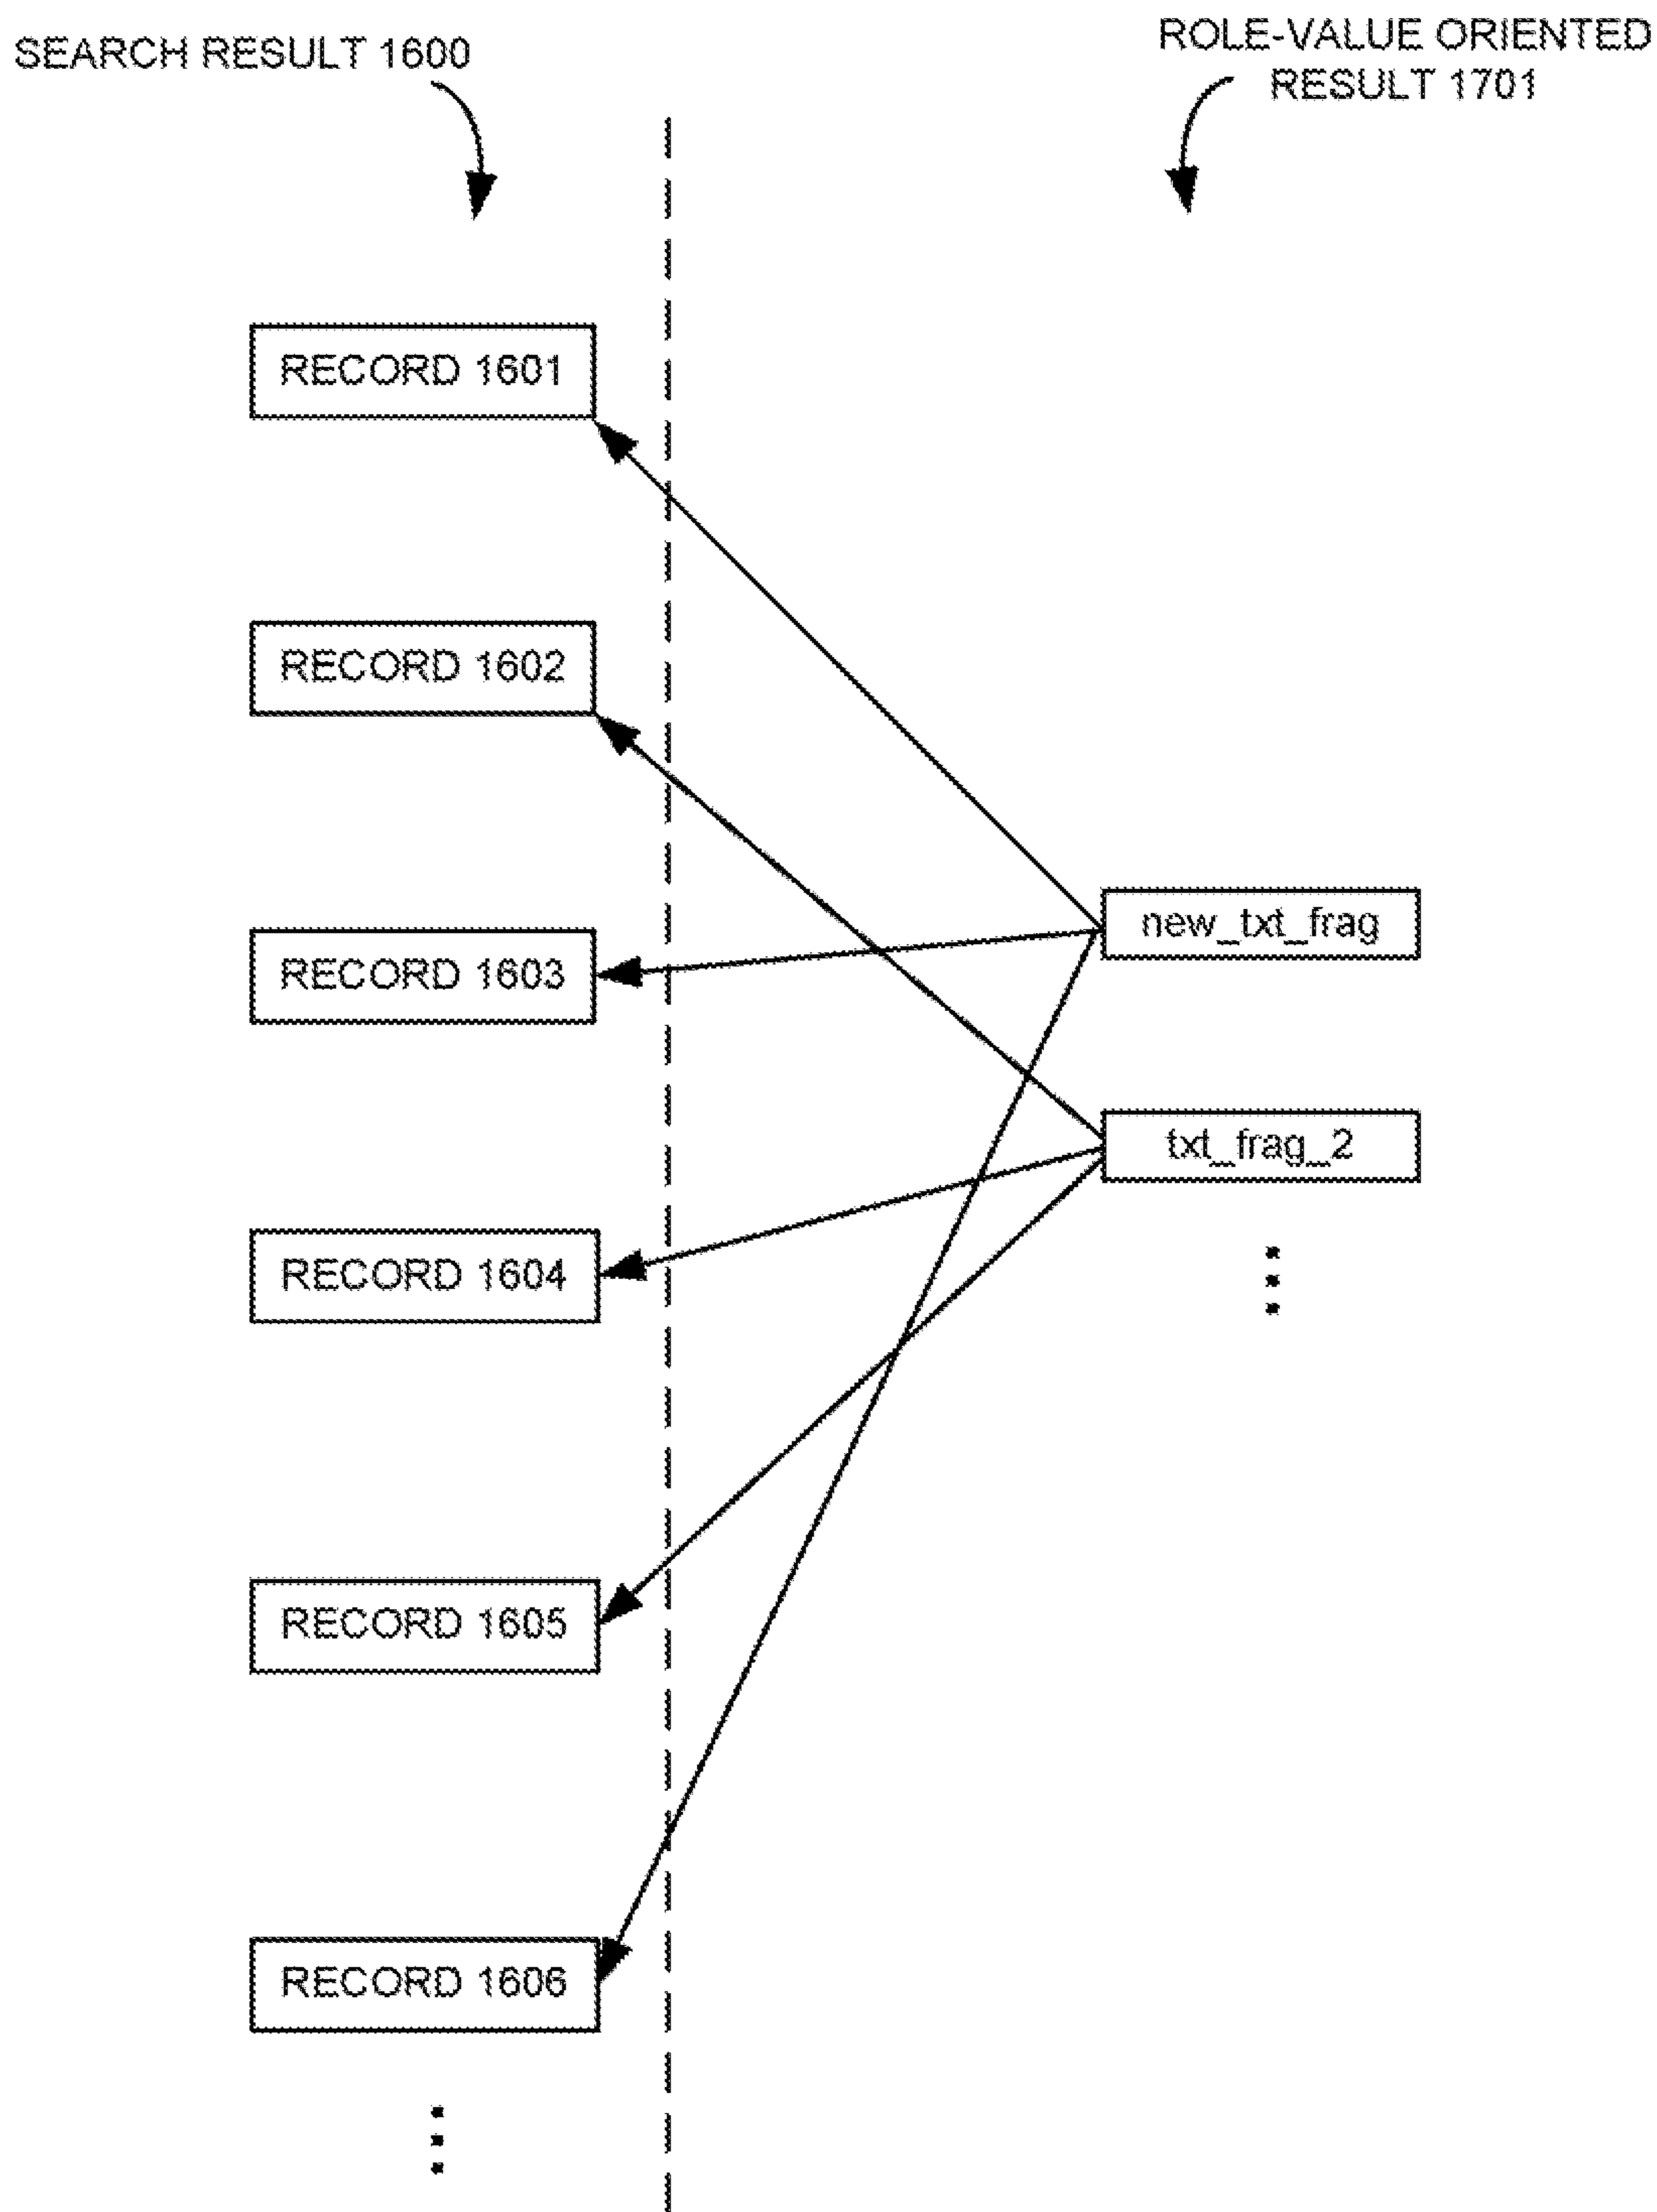 SEARCH RESULT 1600
ROLE-VALUE ORIENTED
RESULT 1701
RECORD 1601
RECORD 1602
RECORD 1603
new_txt_frag
txt_frag_2
RECORD 1604
RECORD 1605
RECORD 1606